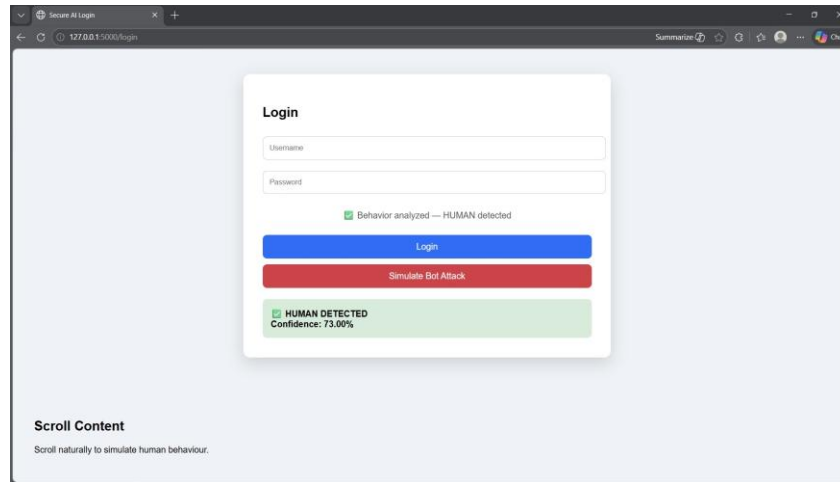 Secure AI Login
127.0.0.1:5000/login
Summarize
Login
Username
Password
Behavior analyzed — HUMAN detected
Login
Simulate Bot Attack
HUMAN DETECTED
Confidence: 73.00%
Scroll Content
Scroll naturally to simulate human behaviour.